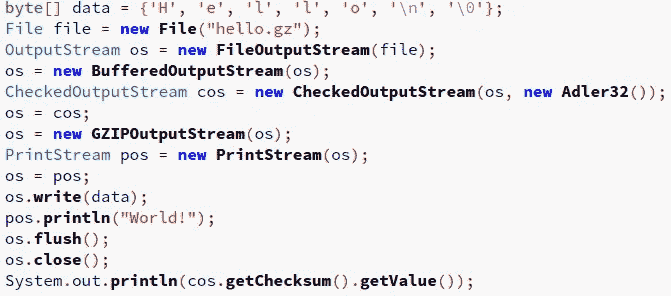 byte[] data = {'H', 'e', 'l', 'l', 'o', '\n', '\0'};
File file = new File("hello.gz");
OutputStream os = new FileOutputStream(file);
os = new BufferedOutputStream(os);
CheckedOutputStream cos = new CheckedOutputStream(os, new Adler32());
os = cos;
os = new GZIPOutputStream(os);
PrintStream pos = new PrintStream(os);
os = pos;
os.write(data);
pos.println("World!");
os.flush();
os.close();
System.out.println(cos.getChecksum().getValue());